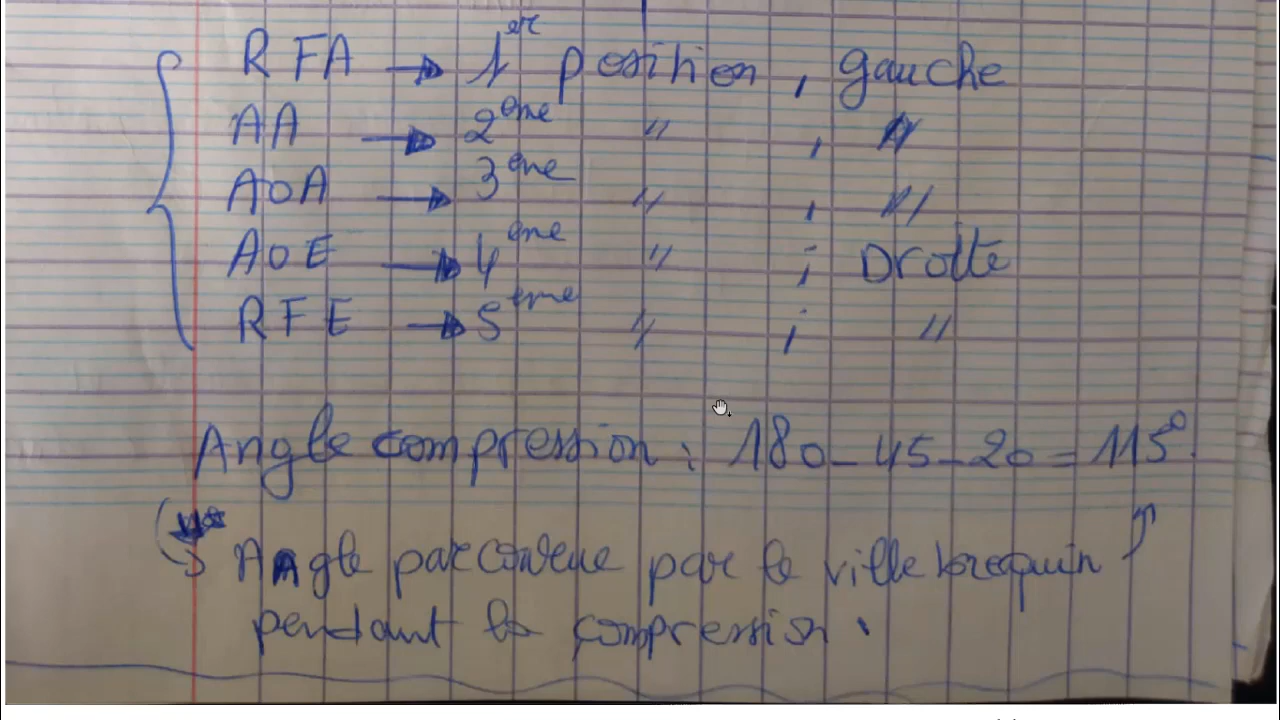 RFA → 1er position, gauche
AA → 2ème " , "
AOA → 3ème " , "
AOE → 4ème " ; Droite
RFE → 5ème " ; "
Angle compression : 180 - 45 - 20 = 115°.
Angle parcourue par le villebrequin
pendant la compression.